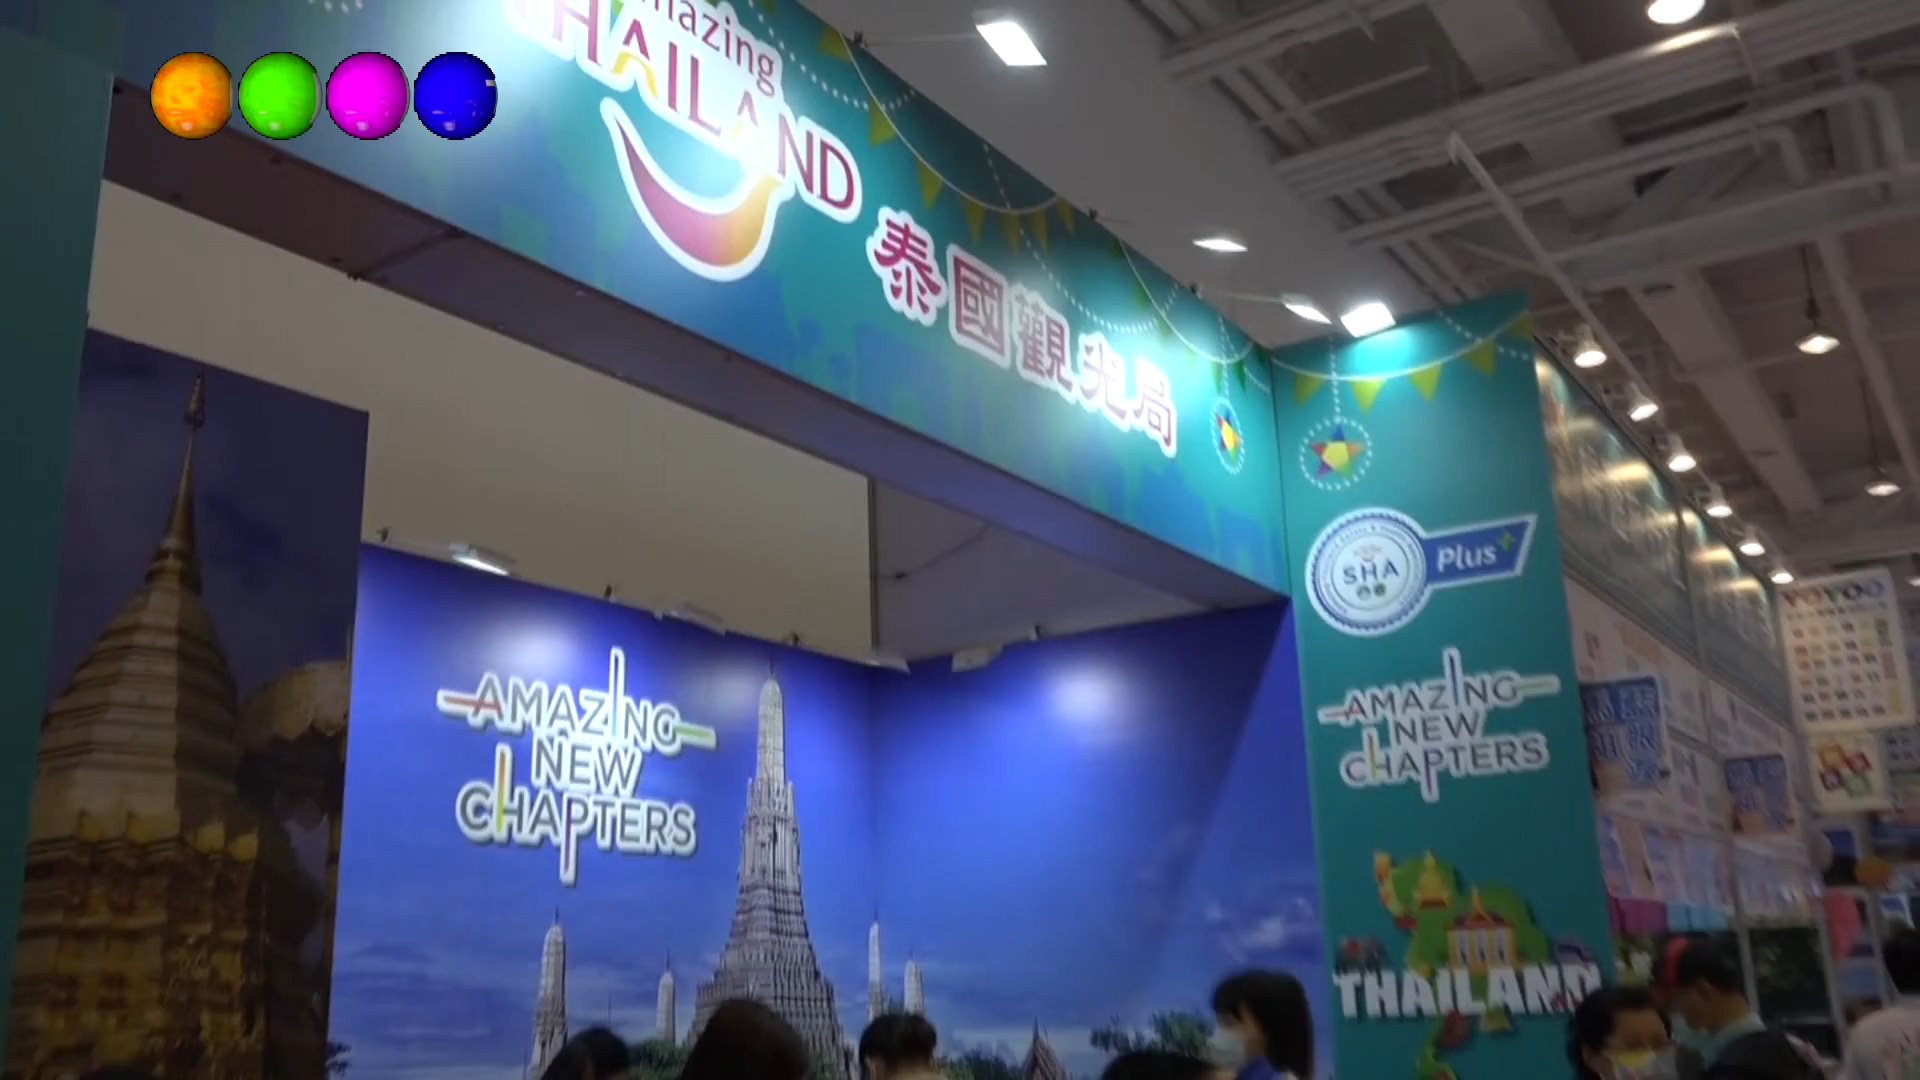 Amazing
THAILAND
泰國觀光局
SHA
Plus
AMAZING
NEW
CHAPTERS
AMAZING
NEW
CHAPTERS
THAILAND